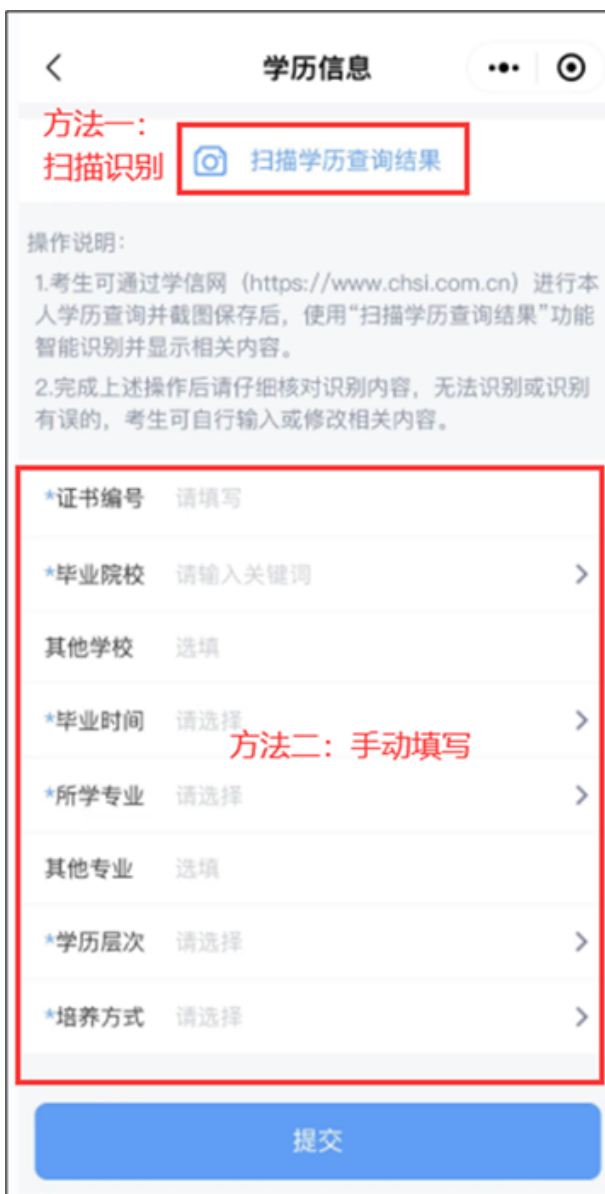 学历信息
方法一：
扫描识别
扫描学历查询结果
操作说明：
1.考生可通过学信网（https://www.chsi.com.cn）进行本
人学历查询并截图保存后，使用“扫描学历查询结果”功能
智能识别并显示相关内容。
2.完成上述操作后请仔细核对识别内容，无法识别或识别
有误的，考生可自行输入或修改相关内容。
*证书编号 请填写
*毕业院校 请输入关键词
其他学校 选填
*毕业时间 请选择
方法二：手动填写
*所学专业 请选择
其他专业 选填
*学历层次 请选择
*培养方式 请选择
提交